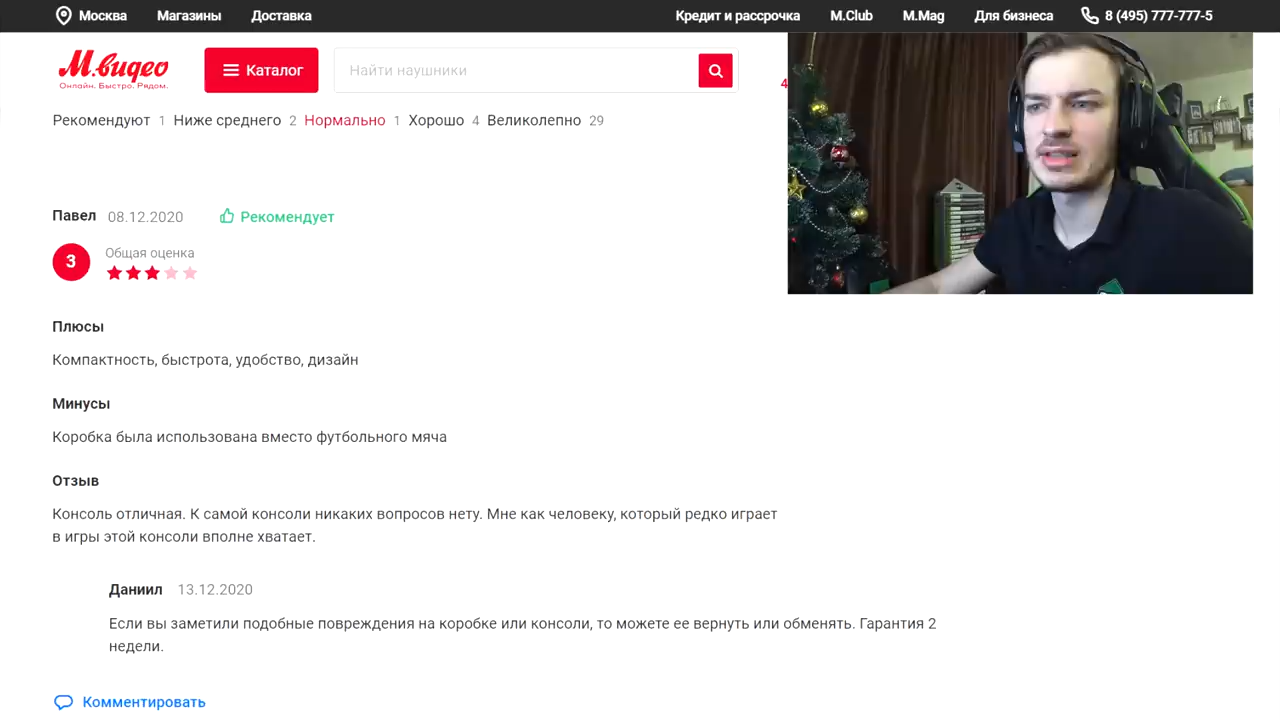 Москва Магазины Доставка Кредит и рассрочка M.Club M.Mag Для бизнеса 8 (495) 777-777-5
М.видео Каталог Найти наушники 4
Онлайн. Быстро. Рядом.
Рекомендуют 1 Ниже среднего 2 Нормально 1 Хорошо 4 Великолепно 29
Павел 08.12.2020 Рекомендует
3 Общая оценка
Плюсы
Компактность, быстрота, удобство, дизайн
Минусы
Коробка была использована вместо футбольного мяча
Отзыв
Консоль отличная. К самой консоли никаких вопросов нету. Мне как человеку, который редко играет
в игры этой консоли вполне хватает.
Даниил 13.12.2020
Если вы заметили подобные повреждения на коробке или консоли, то можете ее вернуть или обменять. Гарантия 2
недели.
Комментировать